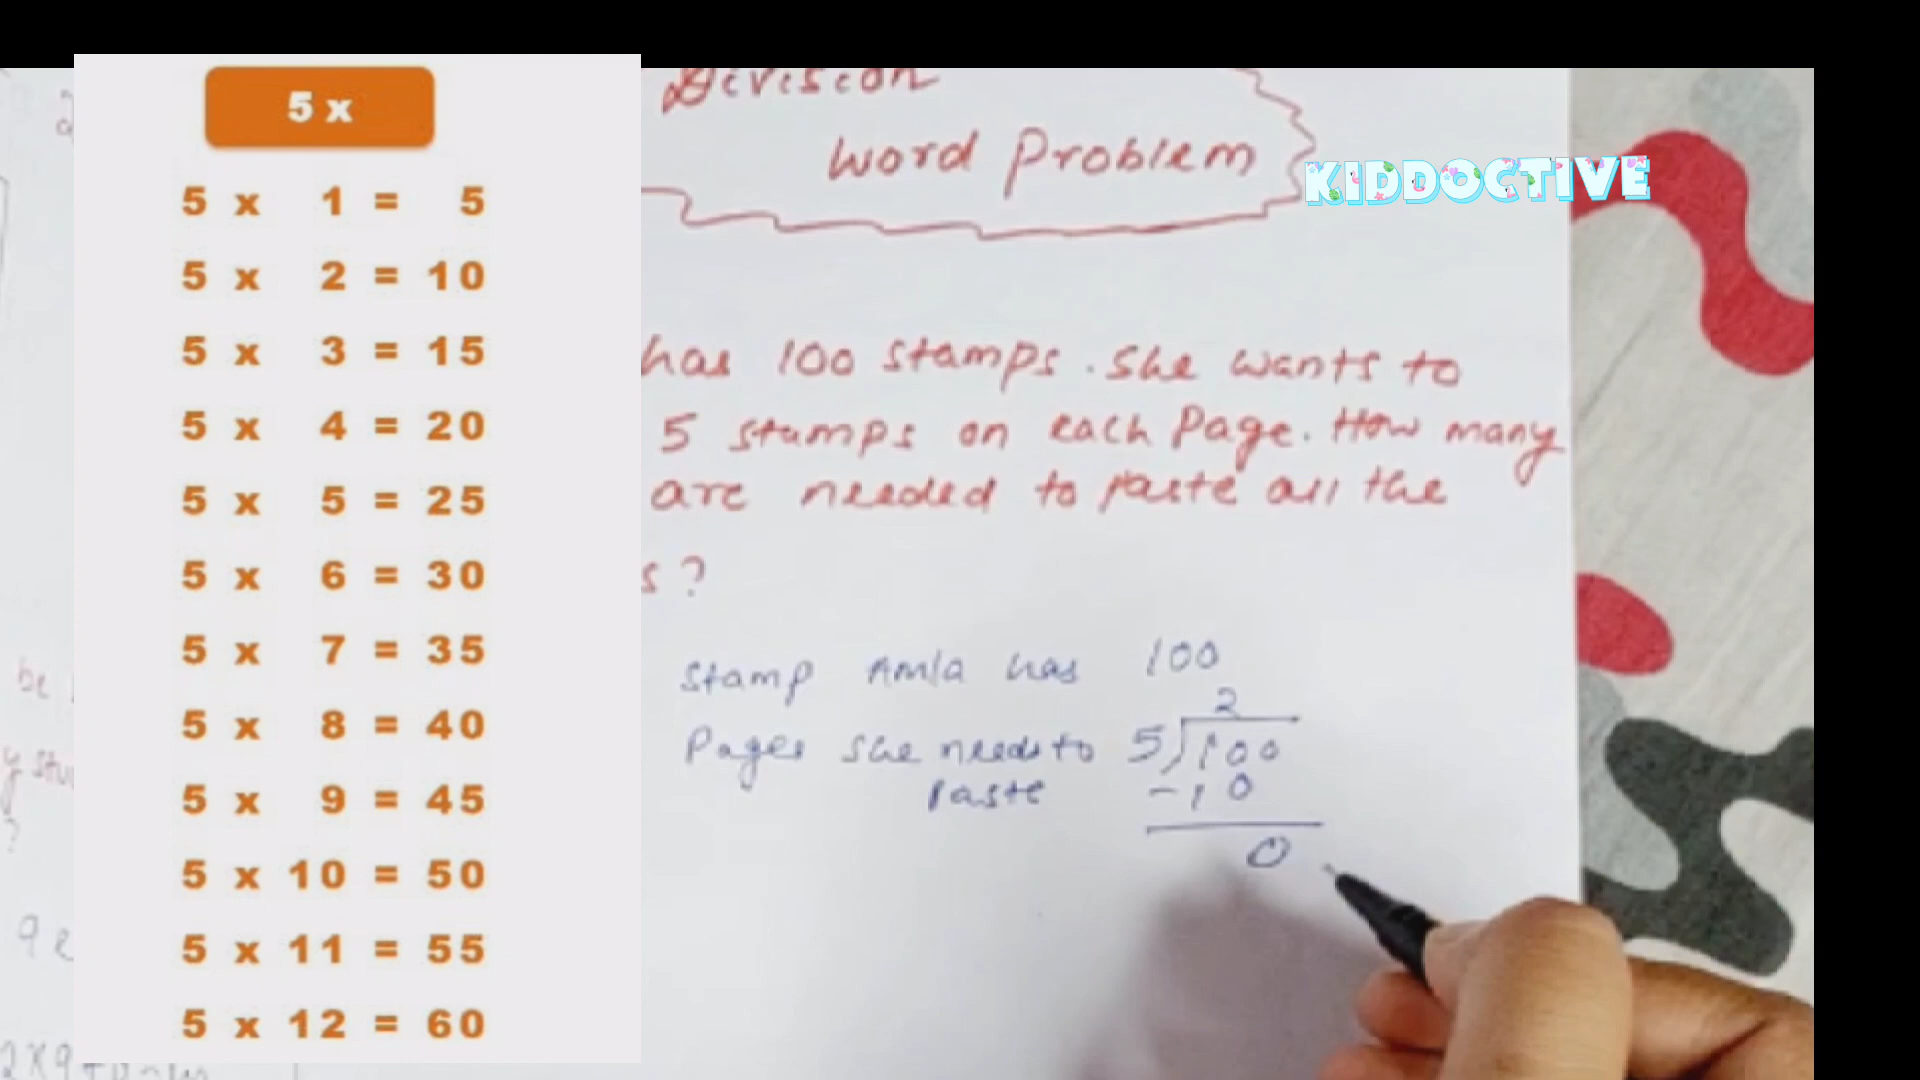 5 x
5 x 1 = 5
5 x 2 = 10
5 x 3 = 15
5 x 4 = 20
5 x 5 = 25
5 x 6 = 30
5 x 7 = 35
5 x 8 = 40
5 x 9 = 45
5 x 10 = 50
5 x 11 = 55
5 x 12 = 60
Division
Word Problem
KIDDOCTIVE
has 100 stamps. She wants to
5 stamps on each Page. How many
are needed to paste all the
s?
Stamp Amla has 100
2
Pages she needs to 5)100
paste -10
0
be